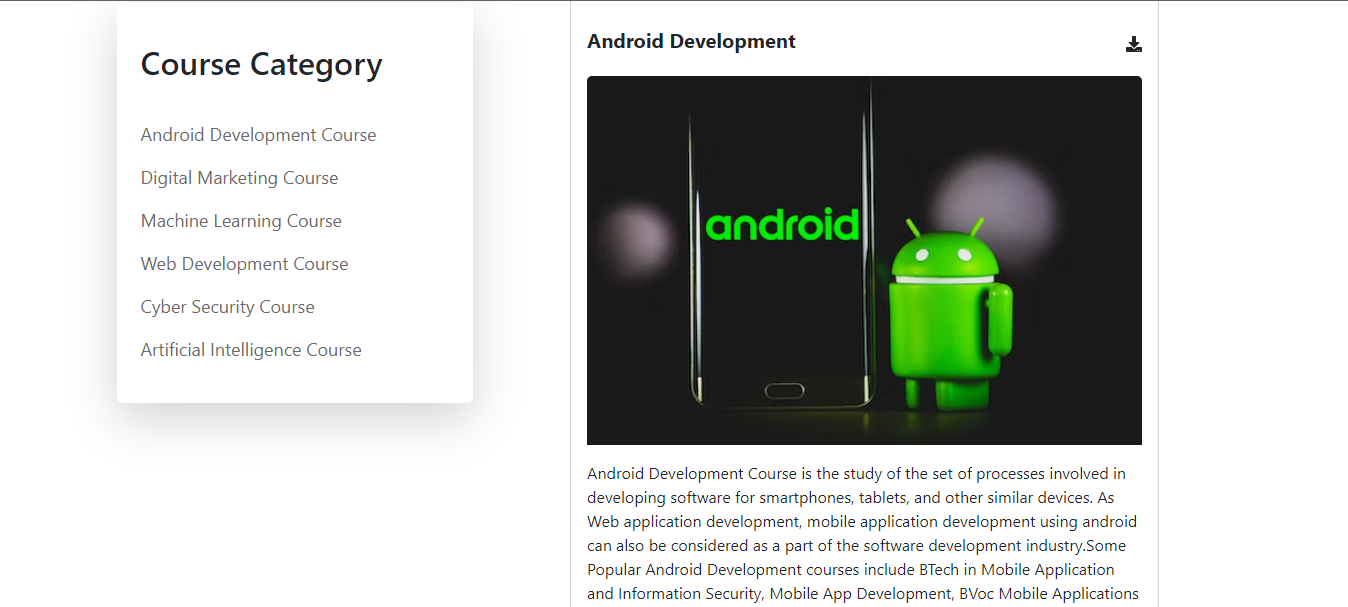 Course Category
Android Development Course
Digital Marketing Course
Machine Learning Course
Web Development Course
Cyber Security Course
Artificial Intelligence Course
Android Development
android
Android Development Course is the study of the set of processes involved in
developing software for smartphones, tablets, and other similar devices. As
Web application development, mobile application development using android
can also be considered as a part of the software development industry.Some
Popular Android Development courses include BTech in Mobile Application
and Information Security, Mobile App Development, BVoc Mobile Applications